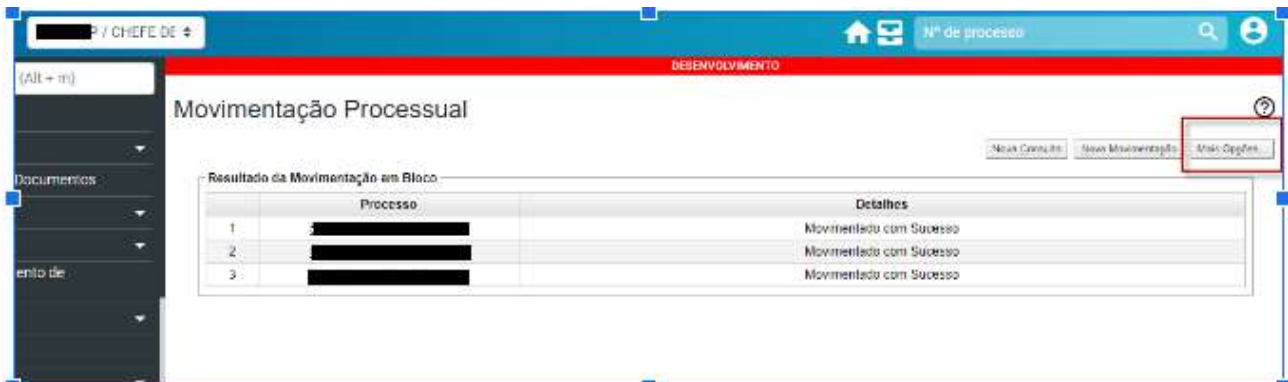 P / CHEFE DE
Nº de processo
DESENVOLVIMENTO
(Alt + m)
Movimentação Processual
Nova Consulta Nova Movimentação Mais Opções...
Documentos
Resultado da Movimentação em Bloco
Processo Detalhes
1 Movimentado com Sucesso
2 Movimentado com Sucesso
ento de
3 Movimentado com Sucesso